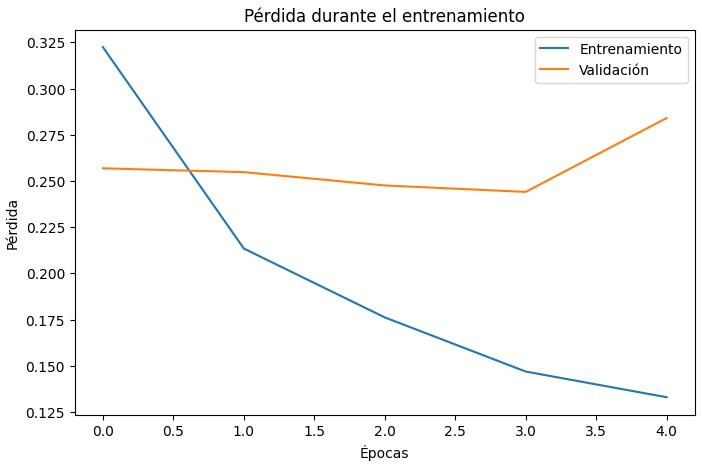 Pérdida durante el entrenamiento
Entrenamiento
Validación
Pérdida
0.325
0.300
0.275
0.250
0.225
0.200
0.175
0.150
0.125
0.0 0.5 1.0 1.5 2.0 2.5 3.0 3.5 4.0
Épocas